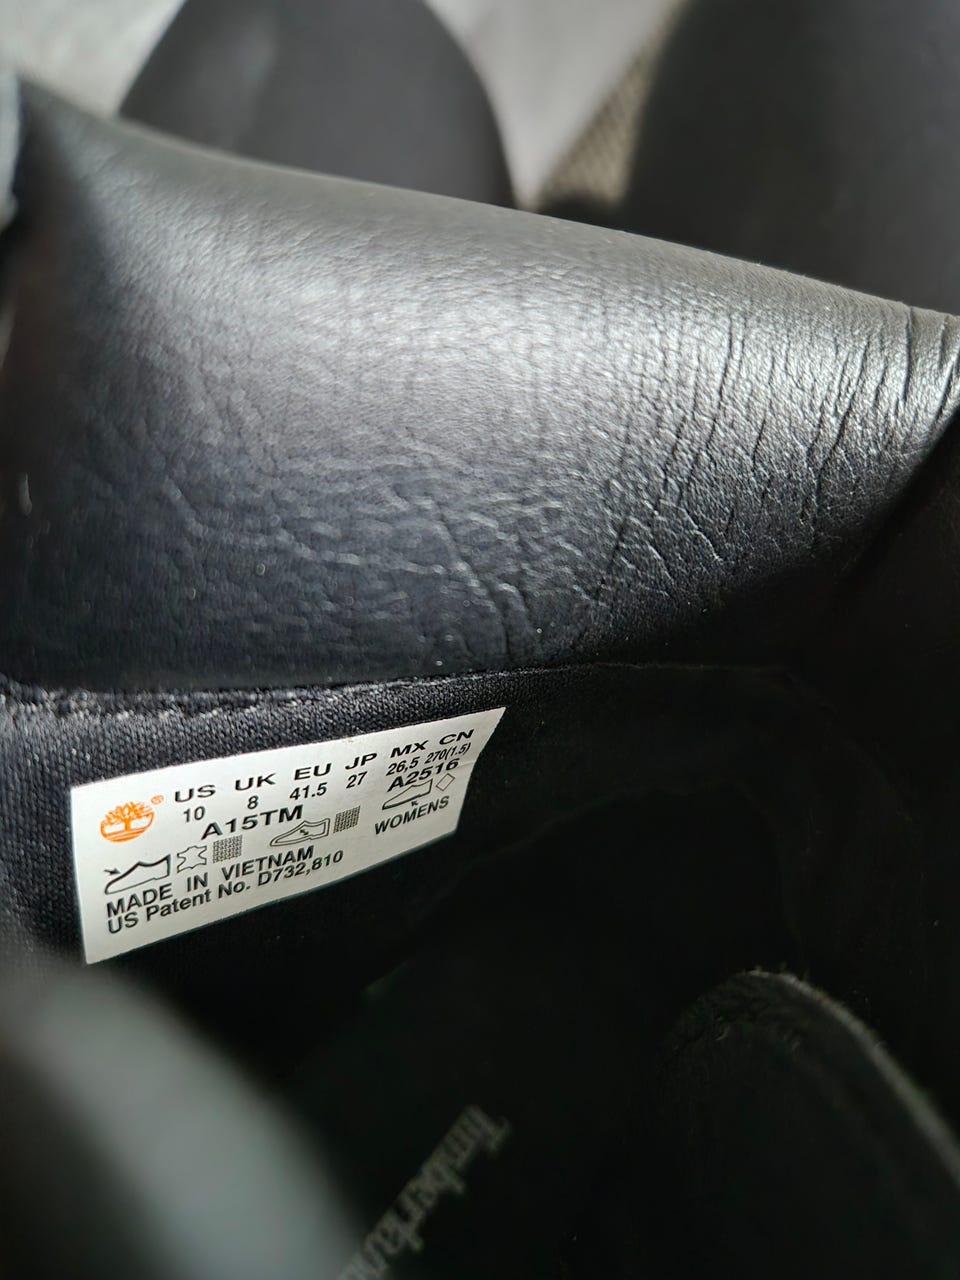 US UK EU JP MX CN
10 8 41.5 27 26,5 270(1.5)
A15TM A2516
WOMENS
MADE IN VIETNAM
US Patent No. D732,810
Timberland